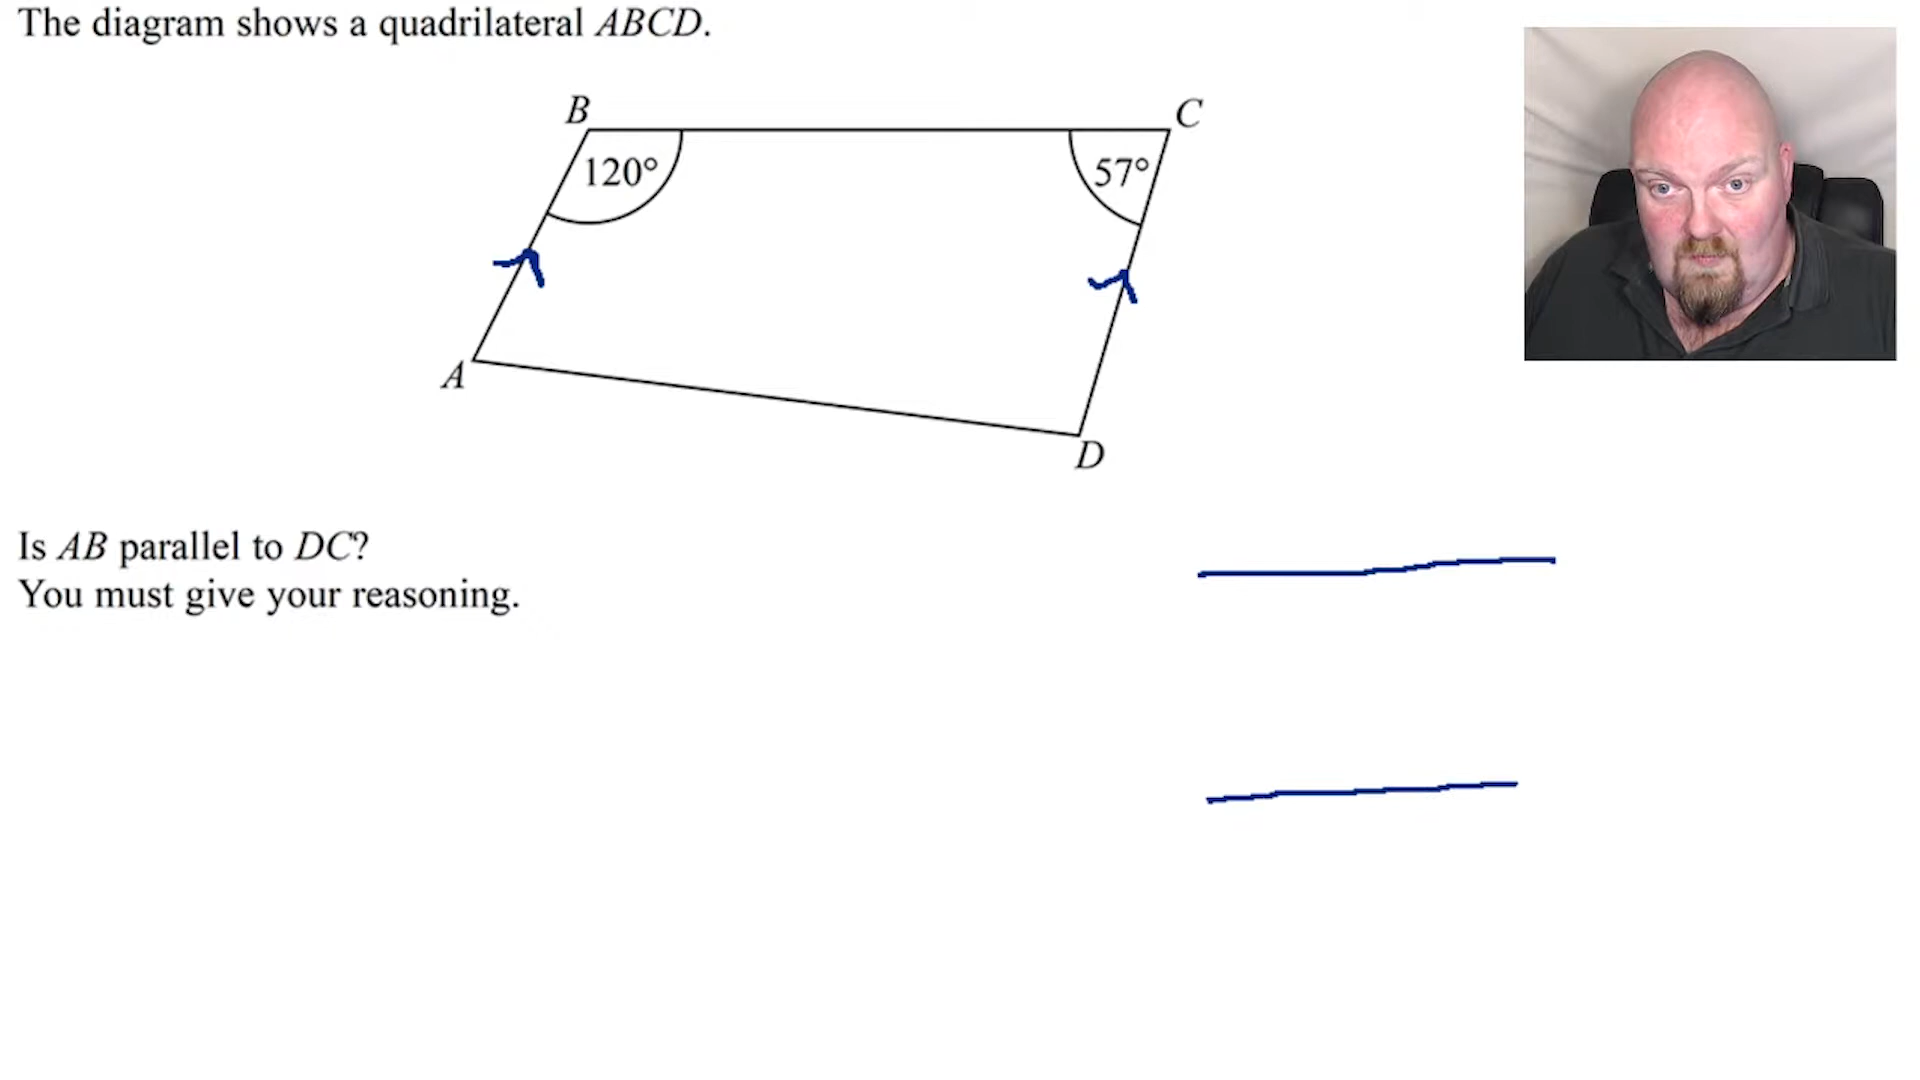 The diagram shows a quadrilateral ABCD.
B
C
120°
57°
A
D
Is AB parallel to DC?
You must give your reasoning.